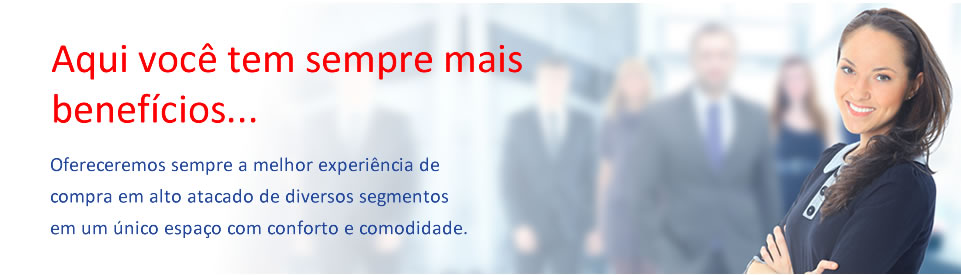 Aqui você tem sempre mais
benefícios...
Ofereceremos sempre a melhor experiência de
compra em alto atacado de diversos segmentos
em um único espaço com conforto e comodidade.